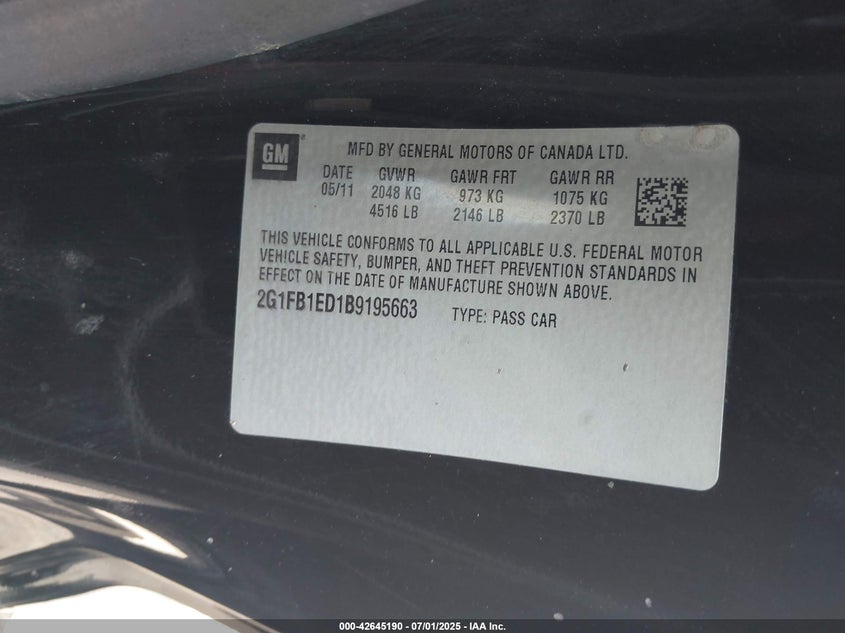 GM
MFD BY GENERAL MOTORS OF CANADA LTD.
DATE GVWR GAWR FRT GAWR RR
05/11 2048 KG 973 KG 1075 KG
4516 LB 2146 LB 2370 LB
THIS VEHICLE CONFORMS TO ALL APPLICABLE U.S. FEDERAL MOTOR
VEHICLE SAFETY, BUMPER, AND THEFT PREVENTION STANDARDS IN
EFFECT ON THE DATE OF MANUFACTURE SHOWN ABOVE.
2G1FB1ED1B9195663 TYPE: PASS CAR
000-42645190 - 07/01/2025 - IAA Inc.